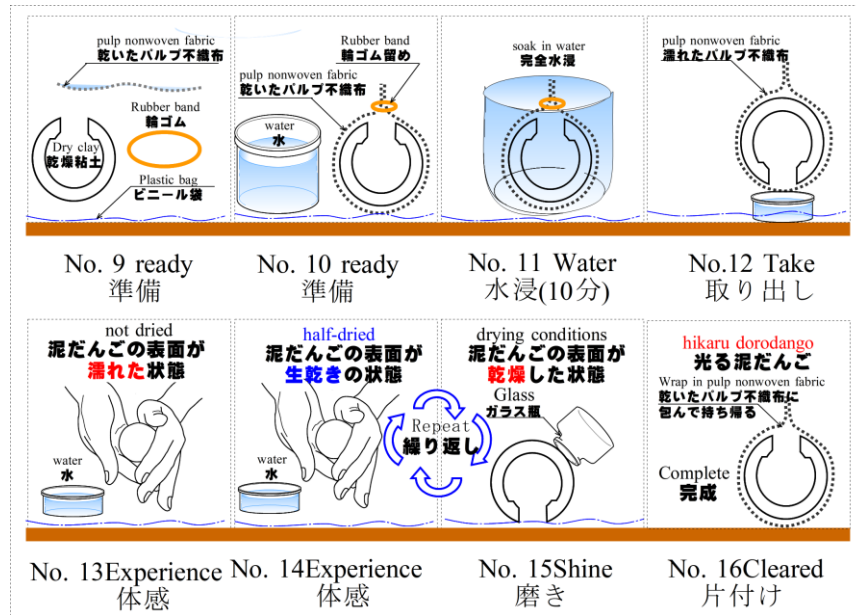 pulp nonwoven fabric
乾いたパルプ不織布
Rubber band
輪ゴム
Dry clay
乾燥粘土
Plastic bag
ビニール袋
No. 9 ready
準備
Rubber band
輪ゴム留め
pulp nonwoven fabric
乾いたパルプ不織布
water
水
No. 10 ready
準備
soak in water
完全水浸
No. 11 Water
水浸(10分)
pulp nonwoven fabric
濡れたパルプ不織布
No.12 Take
取り出し
not dried
泥だんごの表面が
濡れた状態
water
水
No. 13Experience
体感
half-dried
泥だんごの表面が
生乾きの状態
water
水
Repeat
繰り返し
No. 14Experience
体感
drying conditions
泥だんごの表面が
乾燥した状態
Glass
ガラス瓶
No. 15Shine
磨き
hikaru dorodango
光る泥だんご
Wrap in pulp nonwoven fabric
乾いたパルプ不織布に
包んで持ち帰る
Complete
完成
No. 16Cleared
片付け